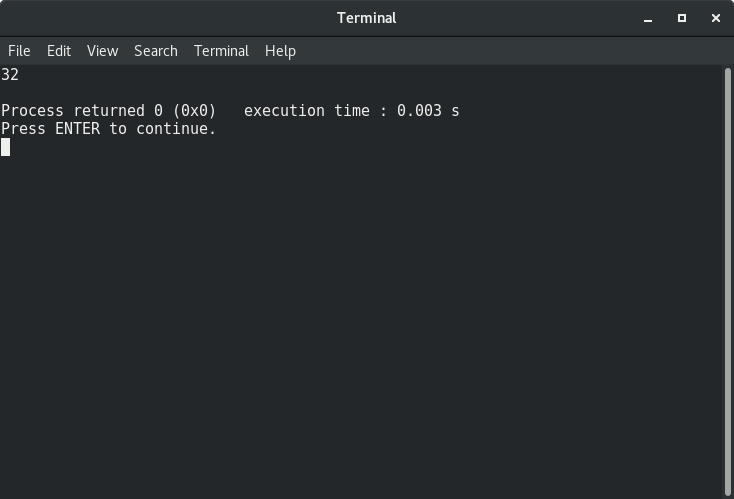 Terminal
File Edit View Search Terminal Help
32
Process returned 0 (0x0)   execution time : 0.003 s
Press ENTER to continue.